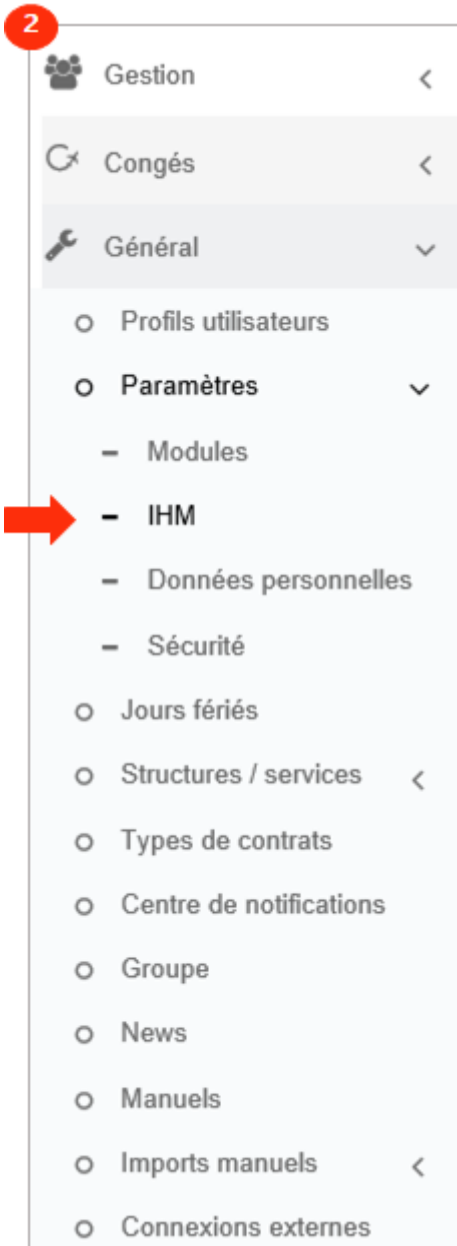 2
Gestion
Congés
Général
Profils utilisateurs
Paramètres
Modules
IHM
Données personnelles
Sécurité
Jours fériés
Structures / services
Types de contrats
Centre de notifications
Groupe
News
Manuels
Imports manuels
Connexions externes